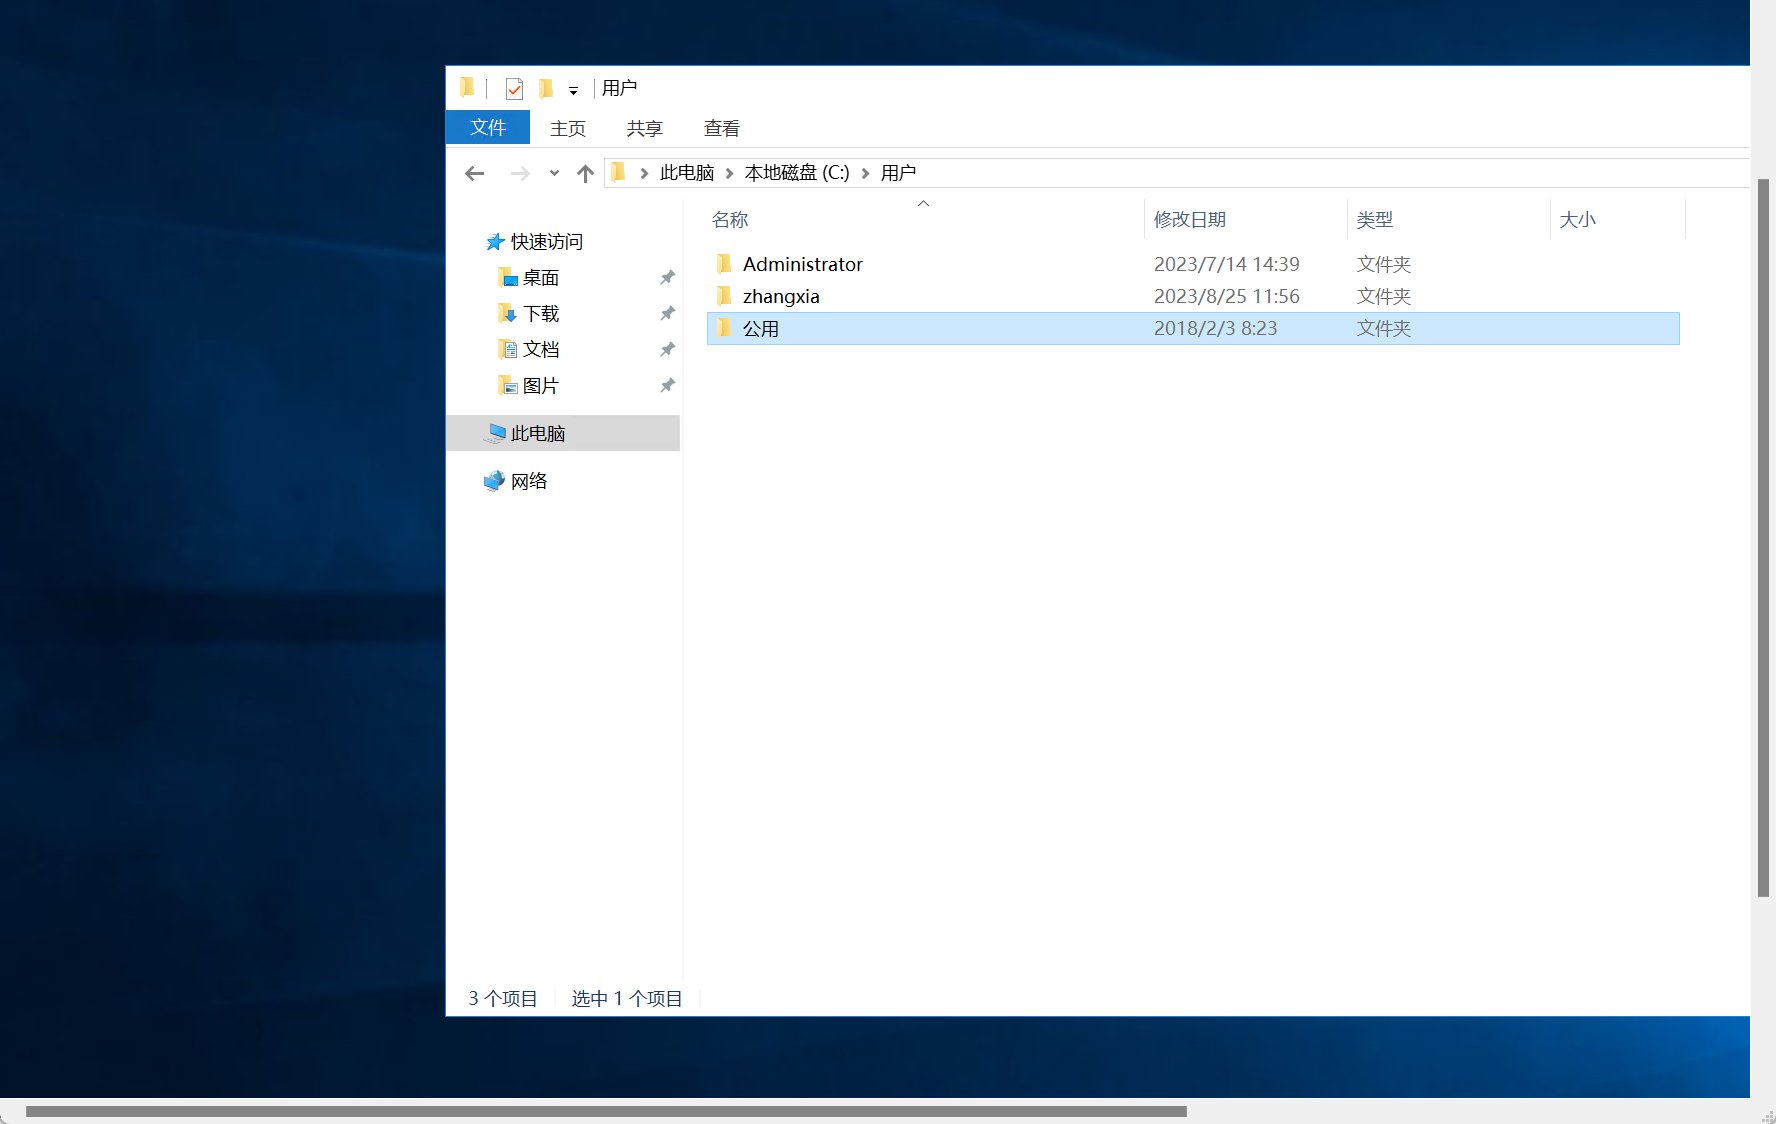 用户
文件 主页 共享 查看
此电脑 本地磁盘 (C:) 用户
名称 修改日期 类型 大小
快速访问
桌面
下载
文档
图片
此电脑
网络
Administrator 2023/7/14 14:39 文件夹
zhangxia 2023/8/25 11:56 文件夹
公用 2018/2/3 8:23 文件夹
3 个项目 选中 1 个项目